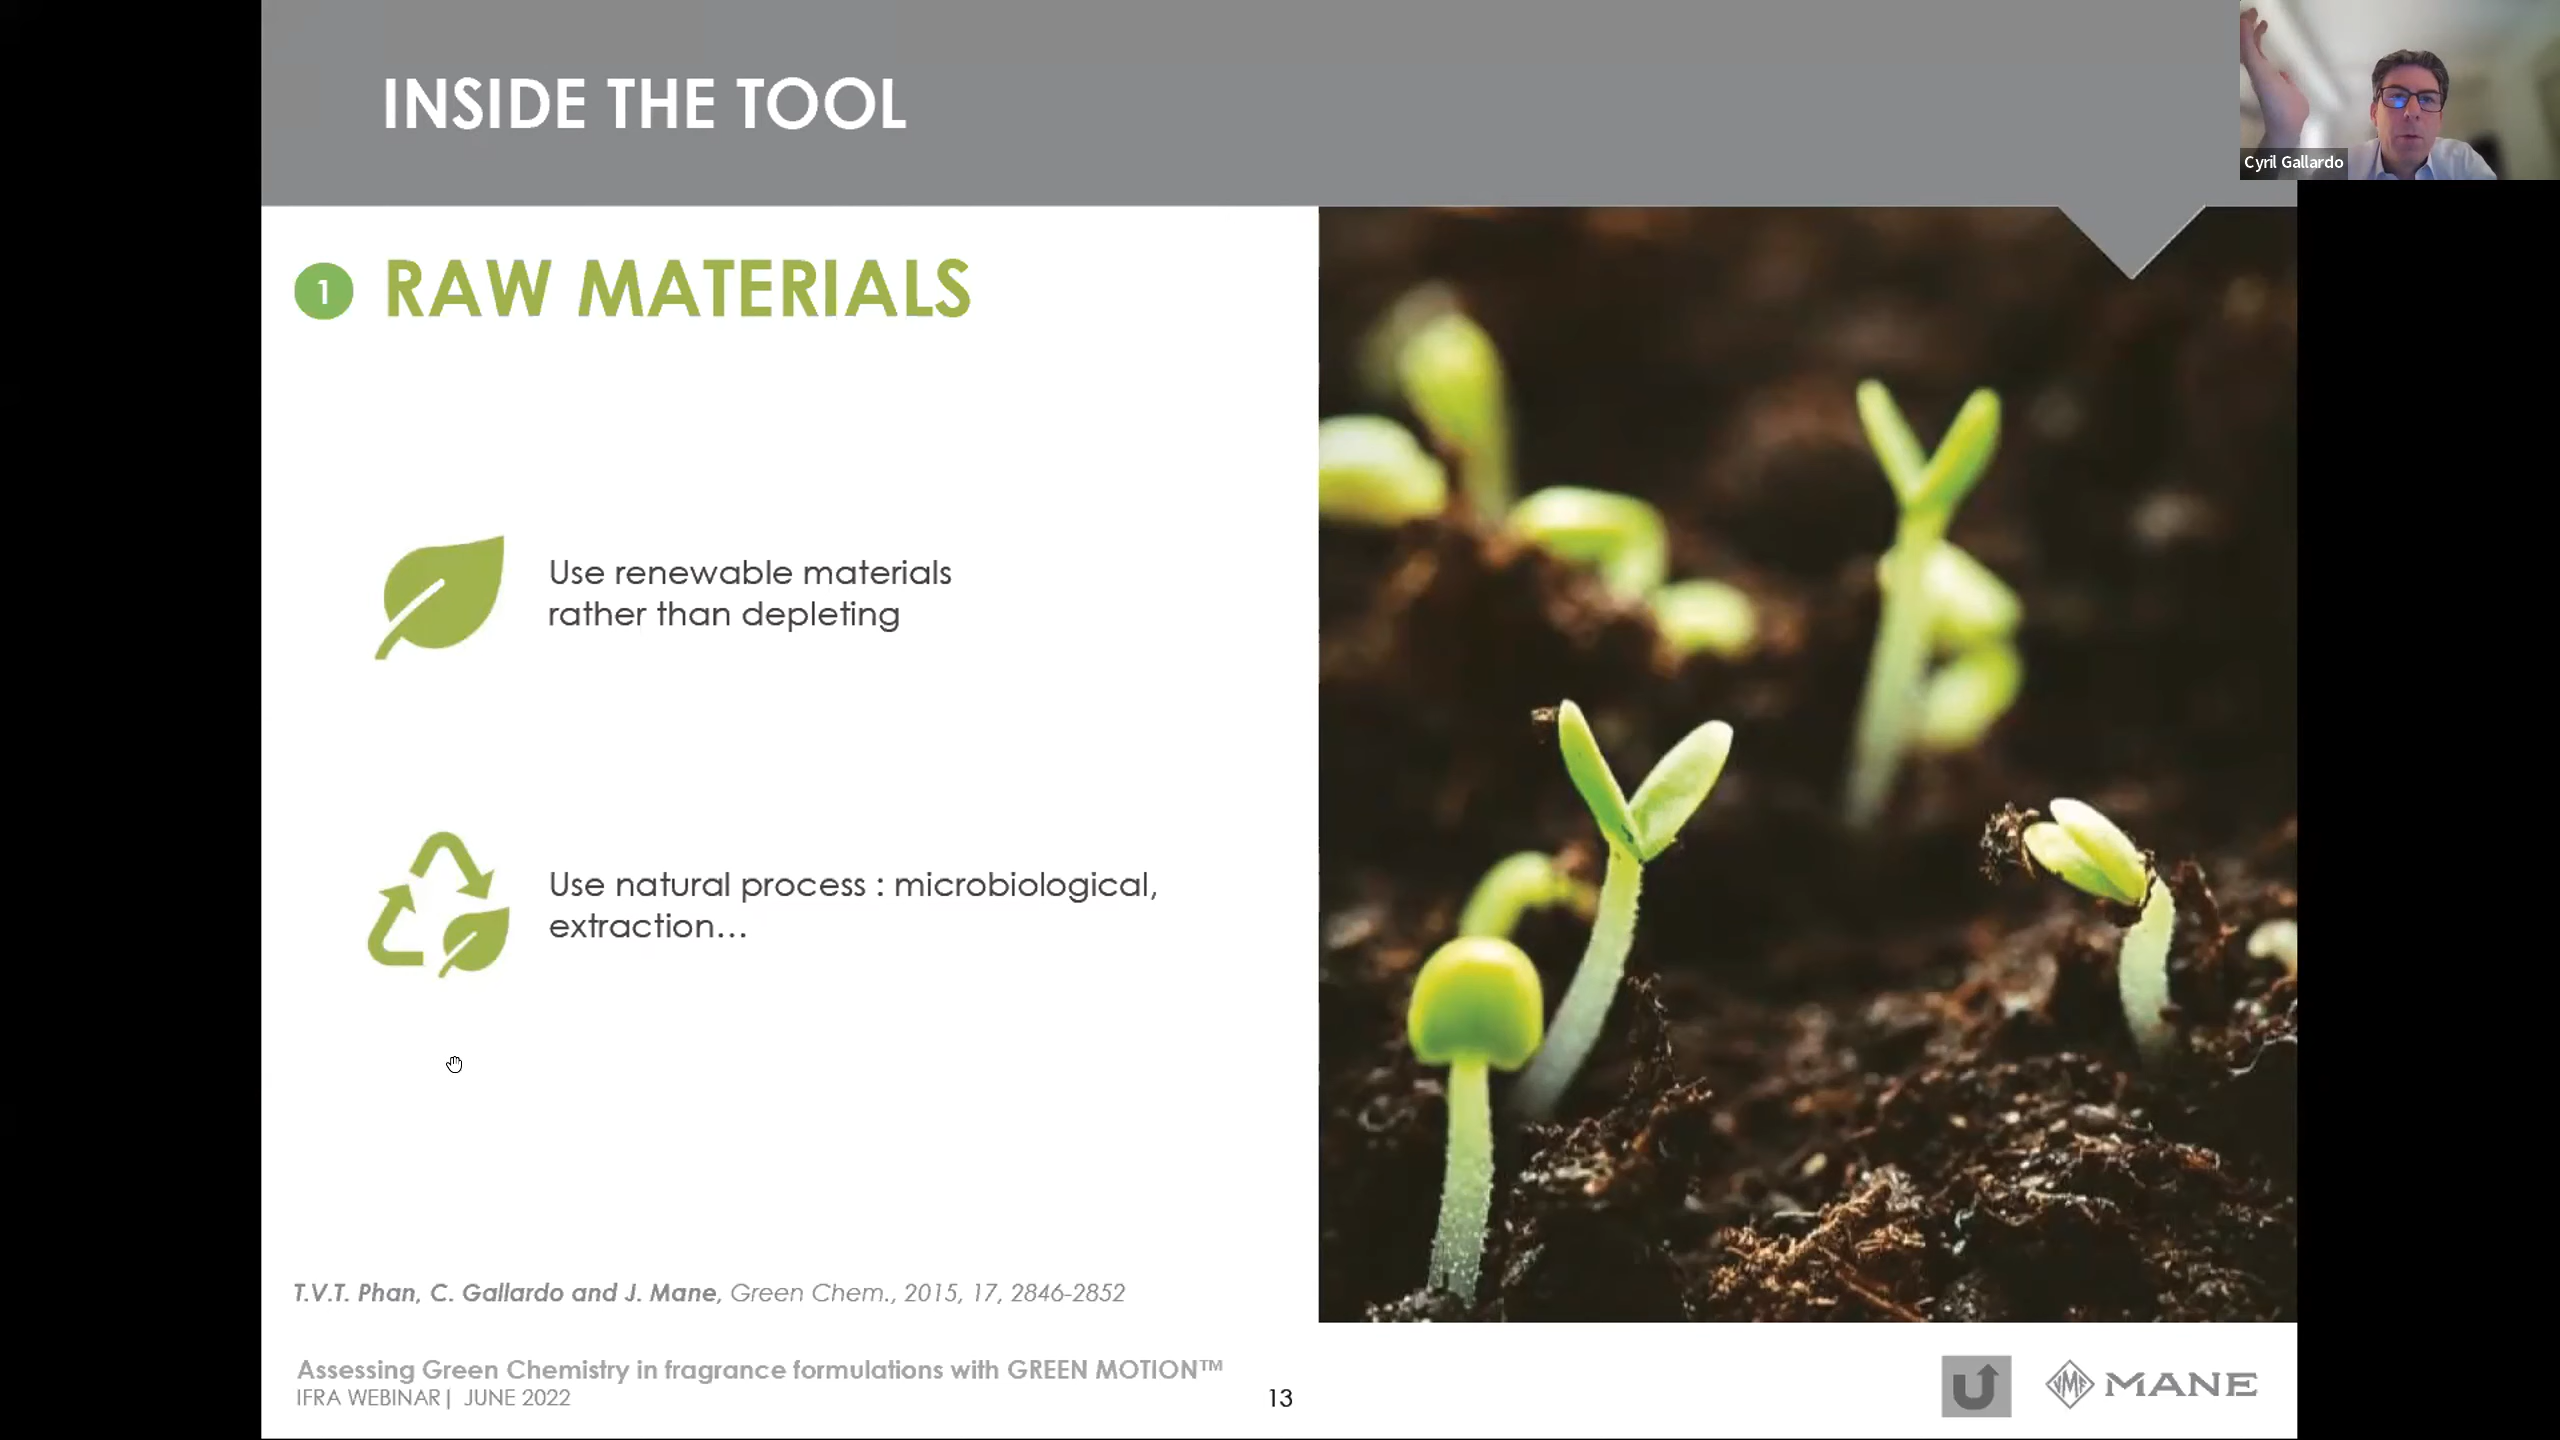 INSIDE THE TOOL
Cyril Gallardo
1 RAW MATERIALS
Use renewable materials
rather than depleting
Use natural process : microbiological,
extraction...
T.V.T. Phan, C. Gallardo and J. Mane, Green Chem., 2015, 17, 2846-2852
Assessing Green Chemistry in fragrance formulations with GREEN MOTION™
IFRA WEBINAR | JUNE 2022
13
VMF MANE